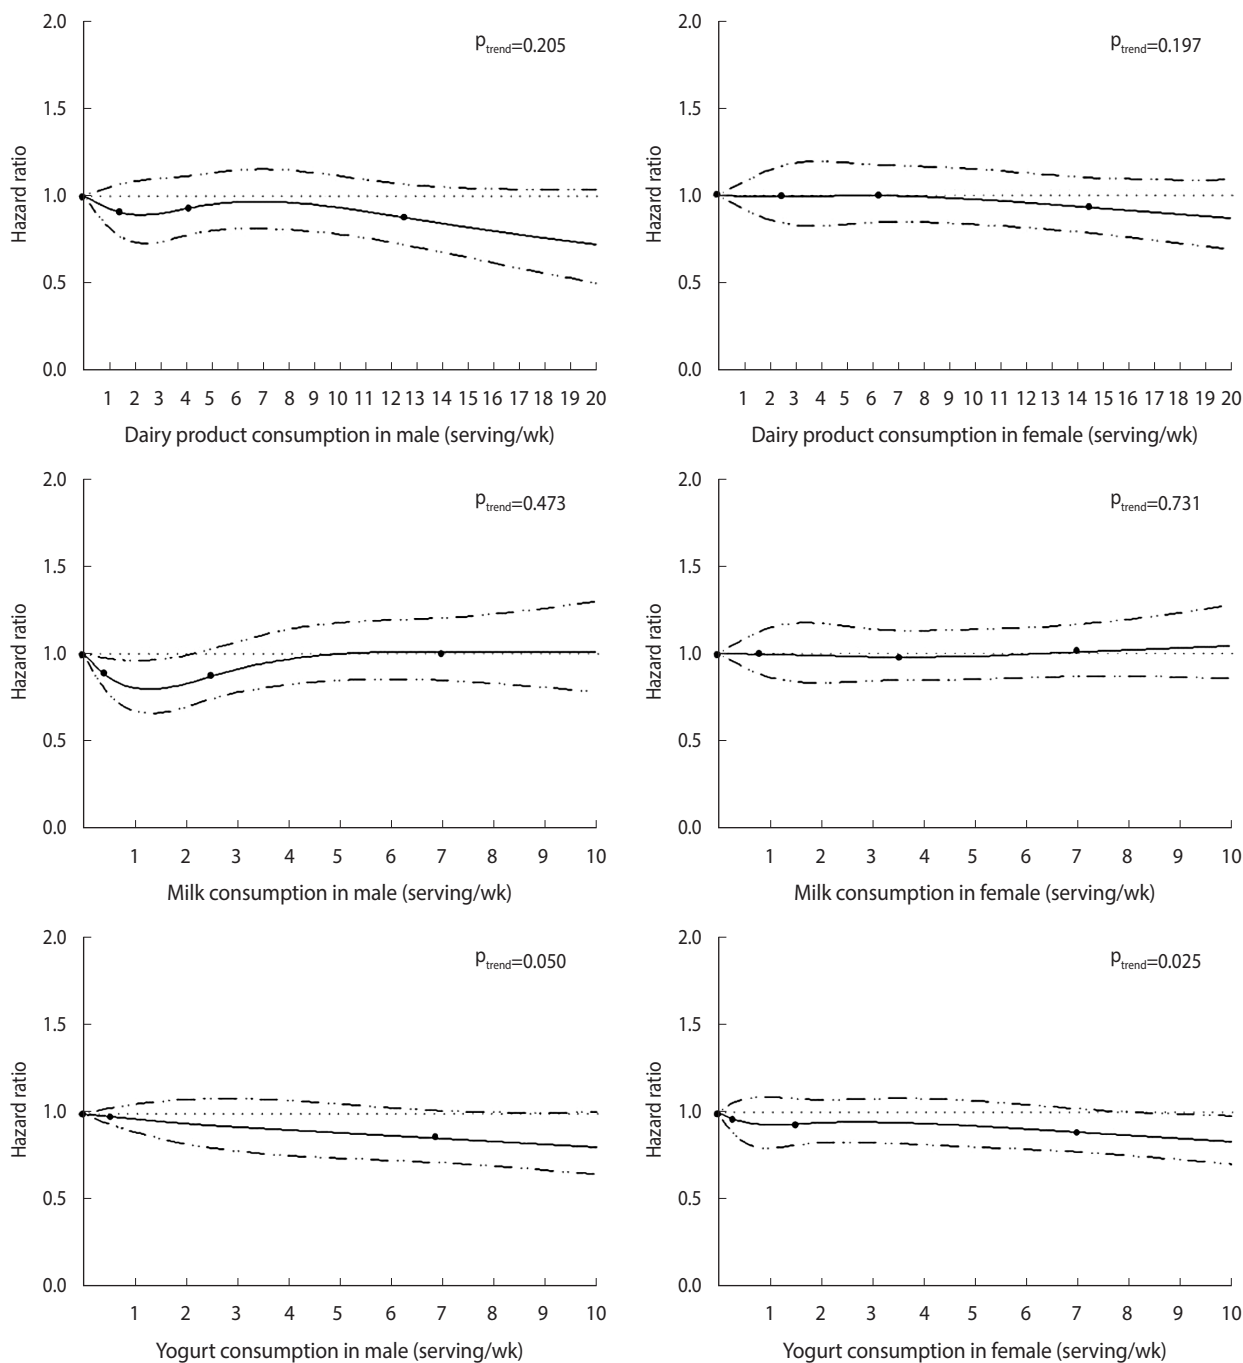 2.0
1.5
1.0
0.5
0.0
Hazard ratio
p trend=0.205
1 2 3 4 5 6 7 8 9 10 11 12 13 14 15 16 17 18 19 20
Dairy product consumption in male (serving/wk)
2.0
1.5
1.0
0.5
0.0
Hazard ratio
p trend=0.197
1 2 3 4 5 6 7 8 9 10 11 12 13 14 15 16 17 18 19 20
Dairy product consumption in female (serving/wk)
2.0
1.5
1.0
0.5
0.0
Hazard ratio
p trend=0.473
1 2 3 4 5 6 7 8 9 10
Milk consumption in male (serving/wk)
2.0
1.5
1.0
0.5
0.0
Hazard ratio
p trend=0.731
1 2 3 4 5 6 7 8 9 10
Milk consumption in female (serving/wk)
2.0
1.5
1.0
0.5
0.0
Hazard ratio
p trend=0.050
1 2 3 4 5 6 7 8 9 10
Yogurt consumption in male (serving/wk)
2.0
1.5
1.0
0.5
0.0
Hazard ratio
p trend=0.025
1 2 3 4 5 6 7 8 9 10
Yogurt consumption in female (serving/wk)